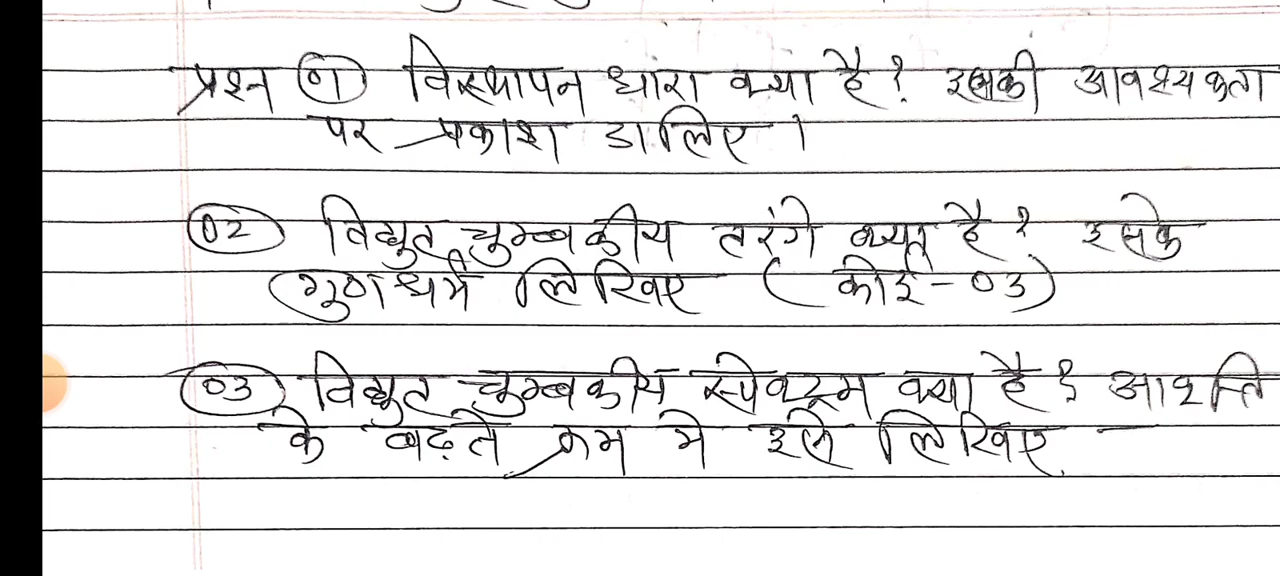 प्रश्न 01 विस्थापन धारा क्या है? इसकी आवश्यकता
पर प्रकाश डालिए।
02 विद्युत चुम्बकीय तरंगे क्या है? इसके
गुणधर्म लिखिए (कोई-03)
03 विद्युत चुम्बकीय स्पेक्ट्रम क्या है? आवृत्ति
के बढ़ते क्रम मे इसे लिखिए -